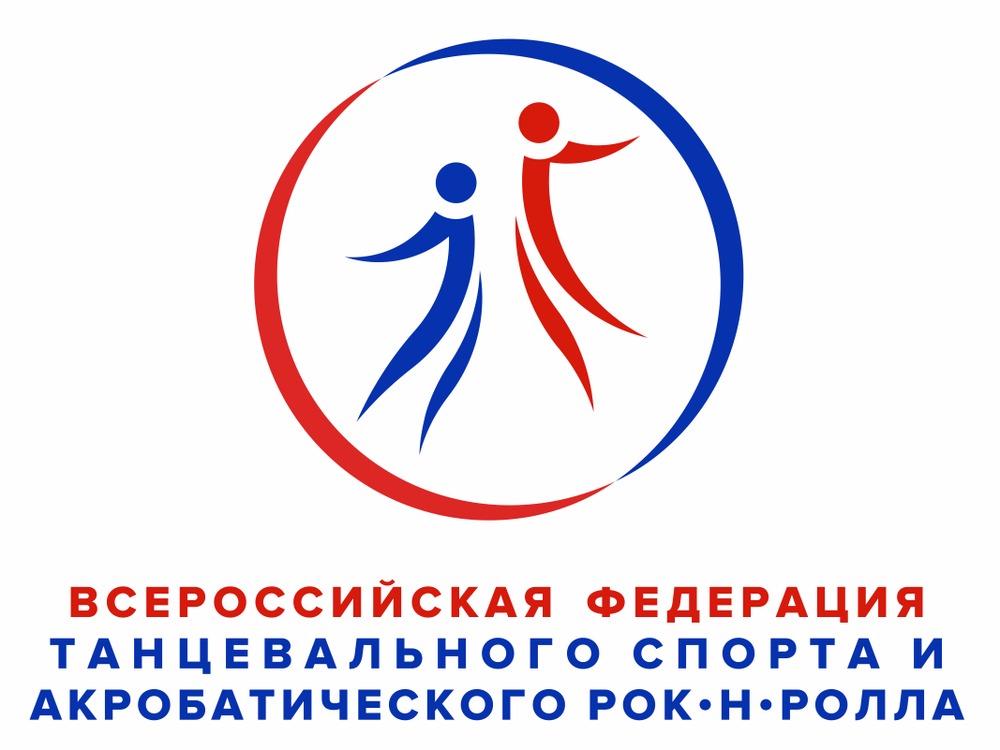 ВСЕРОССИЙСКАЯ ФЕДЕРАЦИЯ
ТАНЦЕВАЛЬНОГО СПОРТА И
АКРОБАТИЧЕСКОГО РОК•Н•РОЛЛА